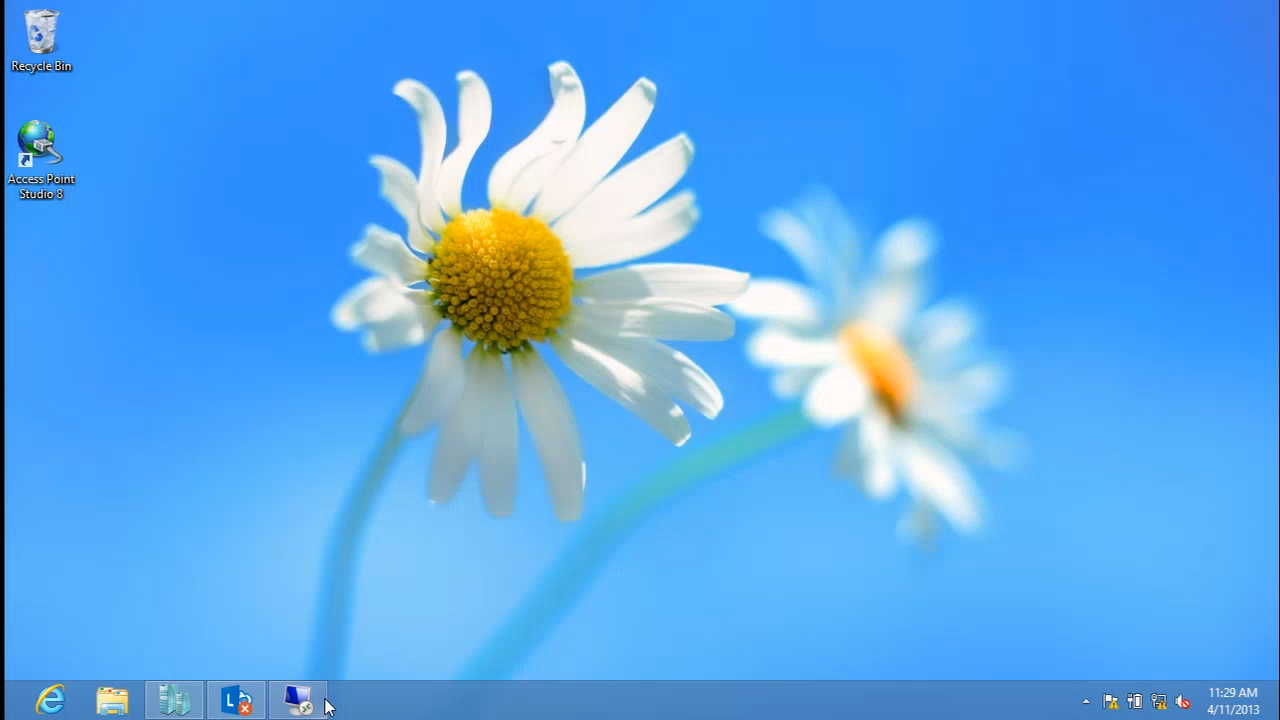 Recycle Bin
Access Point
Studio 8
L
11:29 AM
4/11/2013